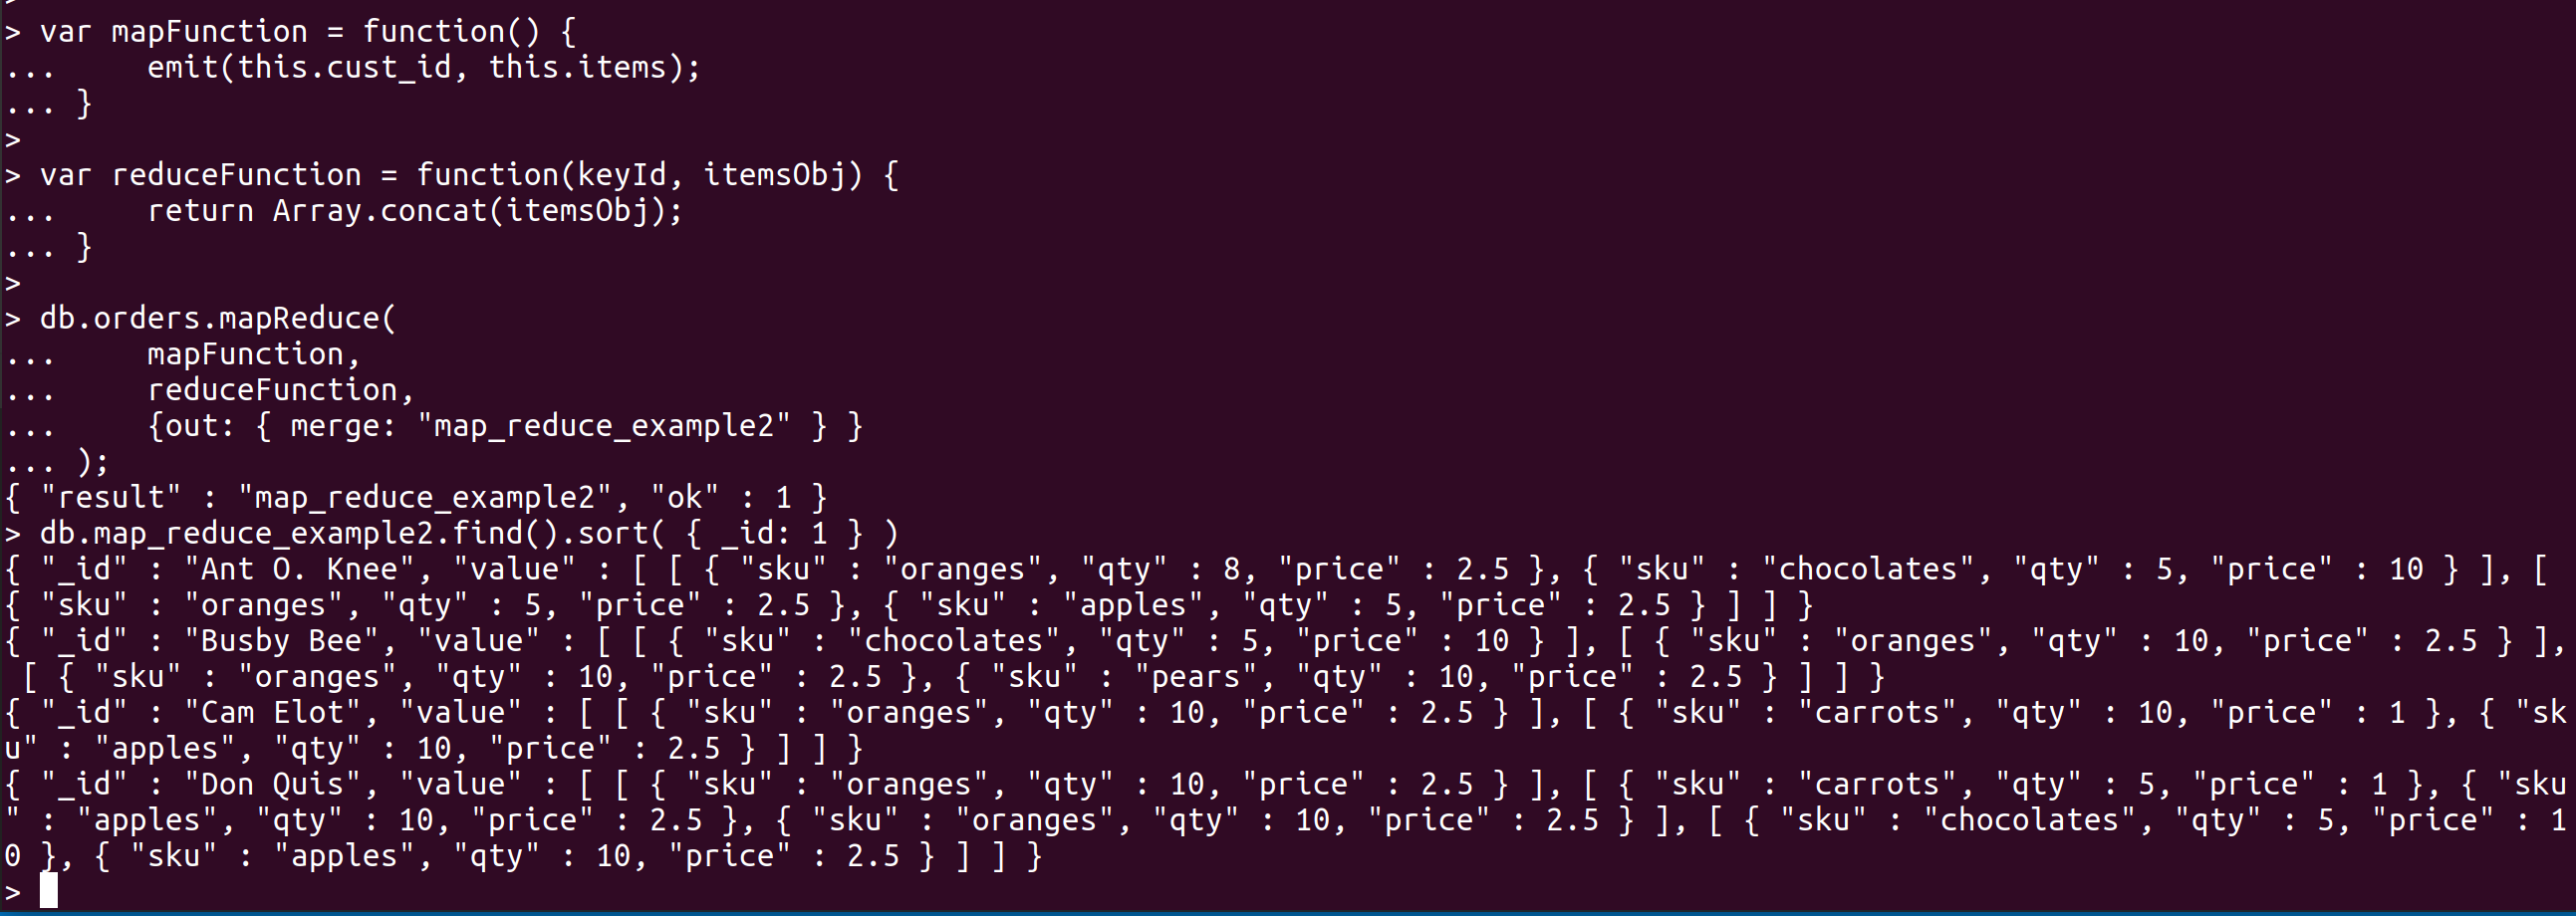 > var mapFunction = function() {
...     emit(this.cust_id, this.items);
... }
>
> var reduceFunction = function(keyId, itemsObj) {
...     return Array.concat(itemsObj);
... }
>
> db.orders.mapReduce(
...     mapFunction,
...     reduceFunction,
...     {out: { merge: "map_reduce_example2" } }
... );
{ "result" : "map_reduce_example2", "ok" : 1 }
> db.map_reduce_example2.find().sort( { _id: 1 } )
{ "_id" : "Ant O. Knee", "value" : [ [ { "sku" : "oranges", "qty" : 8, "price" : 2.5 }, { "sku" : "chocolates", "qty" : 5, "price" : 10 } ], [
{ "sku" : "oranges", "qty" : 5, "price" : 2.5 }, { "sku" : "apples", "qty" : 5, "price" : 2.5 } ] ] }
{ "_id" : "Busby Bee", "value" : [ [ { "sku" : "chocolates", "qty" : 5, "price" : 10 } ], [ { "sku" : "oranges", "qty" : 10, "price" : 2.5 } ],
 [ { "sku" : "oranges", "qty" : 10, "price" : 2.5 }, { "sku" : "pears", "qty" : 10, "price" : 2.5 } ] ] }
{ "_id" : "Cam Elot", "value" : [ [ { "sku" : "oranges", "qty" : 10, "price" : 2.5 } ], [ { "sku" : "carrots", "qty" : 10, "price" : 1 }, { "sk
u" : "apples", "qty" : 10, "price" : 2.5 } ] ] }
{ "_id" : "Don Quis", "value" : [ [ { "sku" : "oranges", "qty" : 10, "price" : 2.5 } ], [ { "sku" : "carrots", "qty" : 5, "price" : 1 }, { "sku
" : "apples", "qty" : 10, "price" : 2.5 }, { "sku" : "oranges", "qty" : 10, "price" : 2.5 } ], [ { "sku" : "chocolates", "qty" : 5, "price" : 1
0 }, { "sku" : "apples", "qty" : 10, "price" : 2.5 } ] ] }
>